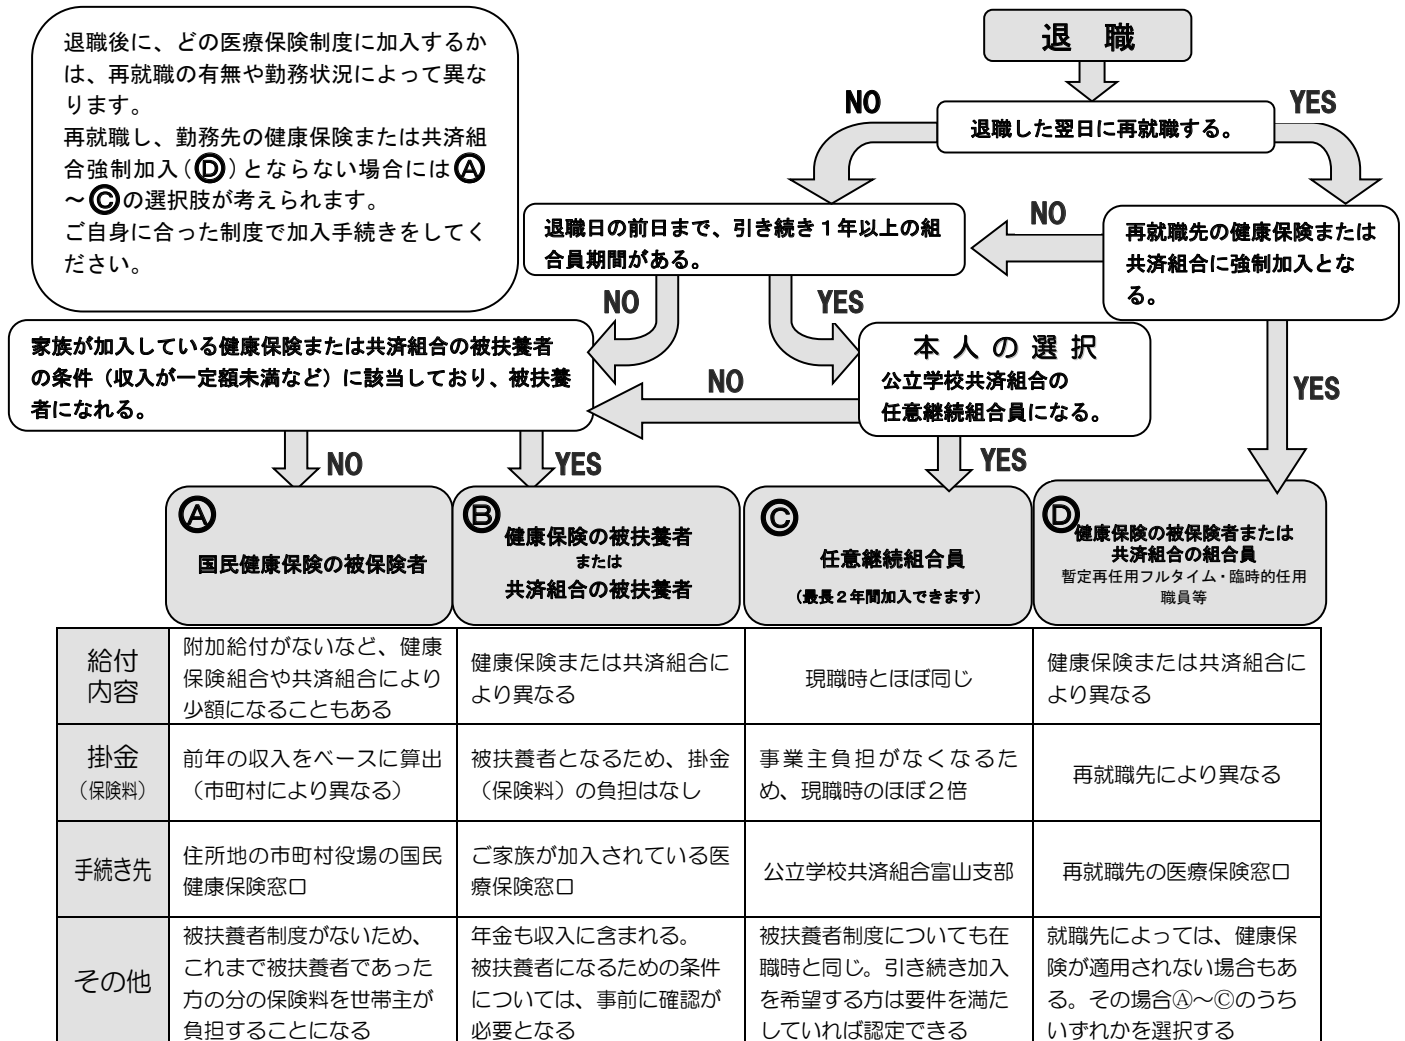 退職後に、どの医療保険制度に加入するか
は、再就職の有無や勤務状況によって異な
ります。
再就職し、勤務先の健康保険または共済組
合強制加入(Ⓓ)とならない場合にはⒶ
～Ⓒの選択肢が考えられます。
ご自身に合った制度で加入手続きをしてく
ださい。
退 職
NO
YES
退職した翌日に再就職する。
退職日の前日まで、引き続き１年以上の組
合員期間がある。
NO
再就職先の健康保険または
共済組合に強制加入とな
る。
NO
YES
家族が加入している健康保険または共済組合の被扶養者
の条件（収入が一定額未満など）に該当しており、被扶養
者になれる。
NO
本人の選択
公立学校共済組合の
任意継続組合員になる。
YES
NO
YES
YES
Ⓐ
国民健康保険の被保険者
Ⓑ
健康保険の被扶養者
または
共済組合の被扶養者
Ⓒ
任意継続組合員
（最長２年間加入できます）
Ⓓ
健康保険の被保険者または
共済組合の組合員
暫定再任用フルタイム・臨時的任用
職員等
給付
内容
附加給付がないなど、健康
保険組合や共済組合により
少額になることもある
健康保険または共済組合に
より異なる
現職時とほぼ同じ
健康保険または共済組合に
より異なる
掛金
（保険料）
前年の収入をベースに算出
（市町村により異なる）
被扶養者となるため、掛金
（保険料）の負担はなし
事業主負担がなくなるた
め、現職時のほぼ２倍
再就職先により異なる
手続き先
住所地の市町村役場の国民
健康保険窓口
ご家族が加入されている医
療保険窓口
公立学校共済組合富山支部
再就職先の医療保険窓口
その他
被扶養者制度がないため、
これまで被扶養者であった
方の分の保険料を世帯主が
負担することになる
年金も収入に含まれる。
被扶養者になるための条件
については、事前に確認が
必要となる
被扶養者制度についても在
職時と同じ。引き続き加入
を希望する方は要件を満た
していれば認定できる
就職先によっては、健康保
険が適用されない場合もあ
る。その場合Ⓐ～Ⓒのうち
いずれかを選択する